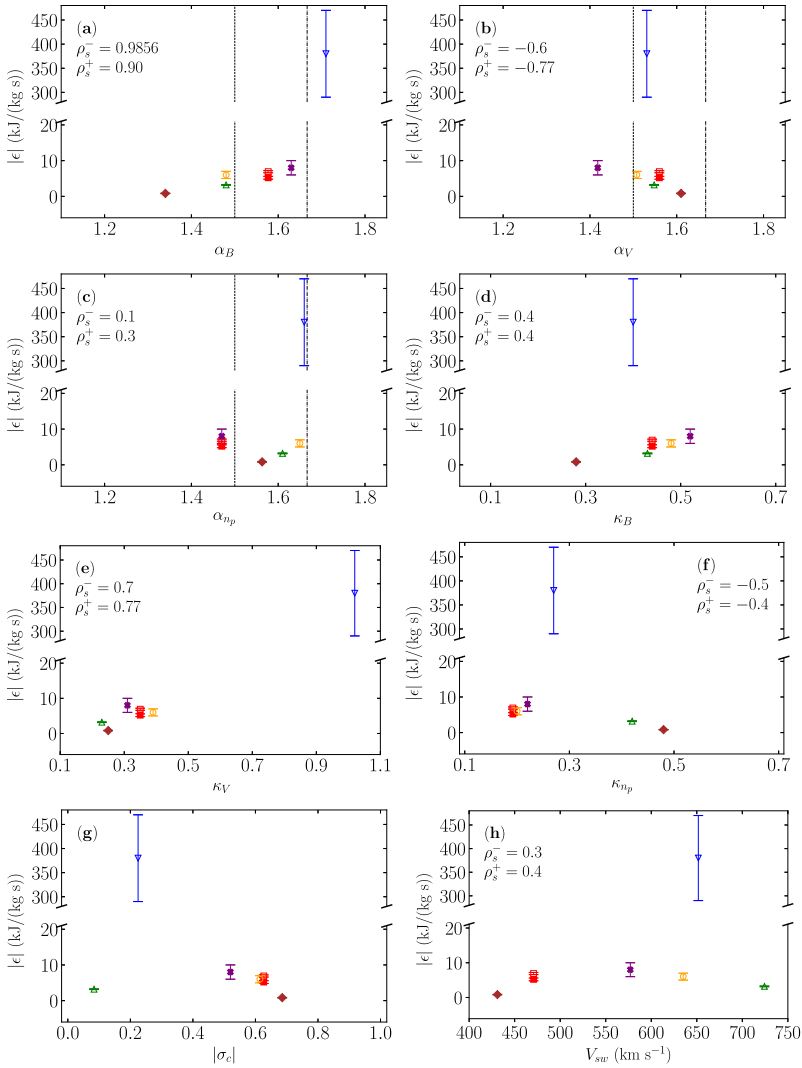 (a)
ρ_s^- = 0.9856
ρ_s^+ = 0.90
|ϵ| (kJ/(kg s))
450
400
350
300
20
10
0
1.2 1.4 1.6 1.8
α_B
(b)
ρ_s^- = −0.6
ρ_s^+ = −0.77
|ϵ| (kJ/(kg s))
450
400
350
300
20
10
0
1.2 1.4 1.6 1.8
α_V
(c)
ρ_s^- = 0.1
ρ_s^+ = 0.3
|ϵ| (kJ/(kg s))
450
400
350
300
20
10
0
1.2 1.4 1.6 1.8
α_{n_p}
(d)
ρ_s^- = 0.4
ρ_s^+ = 0.4
|ϵ| (kJ/(kg s))
450
400
350
300
20
10
0
0.1 0.3 0.5 0.7
κ_B
(e)
ρ_s^- = 0.7
ρ_s^+ = 0.77
|ϵ| (kJ/(kg s))
450
400
350
300
20
10
0
0.1 0.3 0.5 0.7 0.9 1.1
κ_V
(f)
ρ_s^- = −0.5
ρ_s^+ = −0.4
|ϵ| (kJ/(kg s))
450
400
350
300
20
10
0
0.1 0.3 0.5 0.7
κ_{n_p}
(g)
|ϵ| (kJ/(kg s))
450
400
350
300
20
10
0
0.0 0.2 0.4 0.6 0.8 1.0
|σ_c|
(h)
ρ_s^- = 0.3
ρ_s^+ = 0.4
|ϵ| (kJ/(kg s))
450
400
350
300
20
10
0
400 450 500 550 600 650 700 750
V_{sw} (km s⁻¹)